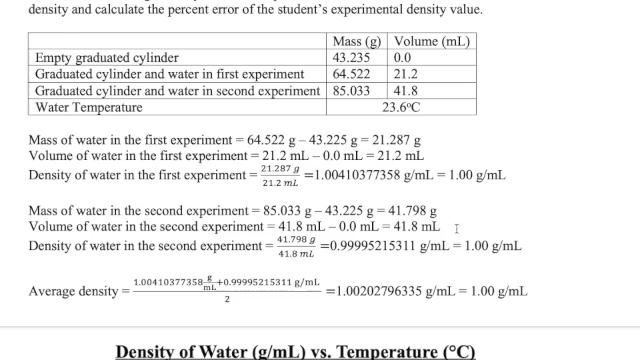 density and calculate the percent error of the student's experimental density value.
Mass (g) Volume (mL)
Empty graduated cylinder 43.235 0.0
Graduated cylinder and water in first experiment 64.522 21.2
Graduated cylinder and water in second experiment 85.033 41.8
Water Temperature 23.6°C
Mass of water in the first experiment = 64.522 g – 43.225 g = 21.287 g
Volume of water in the first experiment = 21.2 mL – 0.0 mL = 21.2 mL
Density of water in the first experiment = 21.287 g / 21.2 mL =1.00410377358 g/mL = 1.00 g/mL
Mass of water in the second experiment = 85.033 g – 43.225 g = 41.798 g
Volume of water in the second experiment = 41.8 mL – 0.0 mL = 41.8 mL
Density of water in the second experiment = 41.798 g / 41.8 mL =0.99995215311 g/mL = 1.00 g/mL
Average density = 1.00410377358 g/mL +0.99995215311 g/mL / 2 =1.00202796335 g/mL = 1.00 g/mL
Density of Water (g/mL) vs. Temperature (°C)